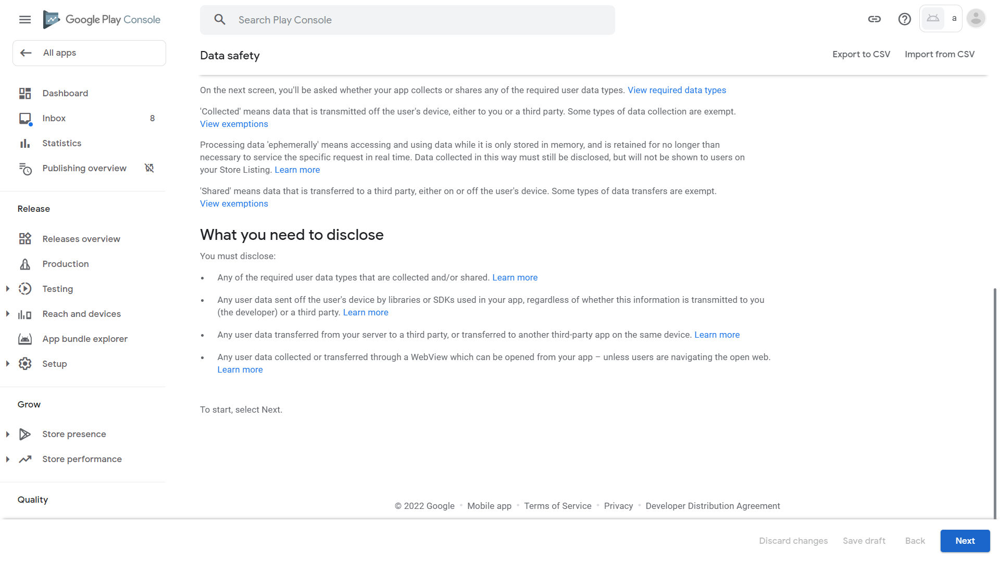 Google Play Console
Search Play Console
a
All apps
Data safety
Export to CSV
Import from CSV
Dashboard
Inbox
8
Statistics
Publishing overview
Release
Releases overview
Production
Testing
Reach and devices
App bundle explorer
Setup
Grow
Store presence
Store performance
Quality
On the next screen, you'll be asked whether your app collects or shares any of the required user data types. View required data types
'Collected' means data that is transmitted off the user's device, either to you or a third party. Some types of data collection are exempt.
View exemptions
Processing data 'ephemerally' means accessing and using data while it is only stored in memory, and is retained for no longer than
necessary to service the specific request in real time. Data collected in this way must still be disclosed, but will not be shown to users on
your Store Listing. Learn more
'Shared' means data that is transferred to a third party, either on or off the user's device. Some types of data transfers are exempt.
View exemptions
What you need to disclose
You must disclose:
• Any of the required user data types that are collected and/or shared. Learn more
• Any user data sent off the user's device by libraries or SDKs used in your app, regardless of whether this information is transmitted to you
(the developer) or a third party. Learn more
• Any user data transferred from your server to a third party, or transferred to another third-party app on the same device. Learn more
• Any user data collected or transferred through a WebView which can be opened from your app – unless users are navigating the open web.
Learn more
To start, select Next.
© 2022 Google • Mobile app • Terms of Service • Privacy • Developer Distribution Agreement
Discard changes
Save draft
Back
Next